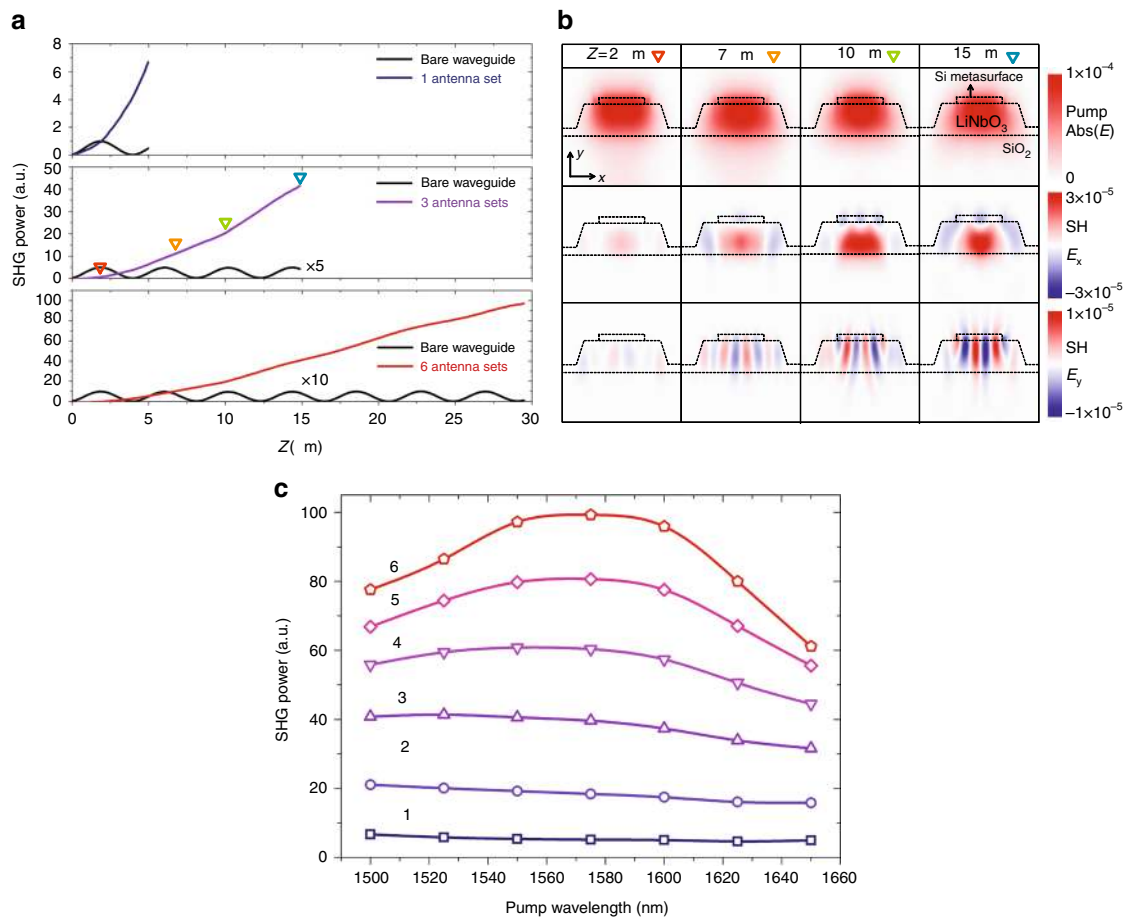 a
8
6
4
2
0
Bare waveguide
1 antenna set
50
40
30
20
10
0
Bare waveguide
3 antenna sets
×5
100
80
60
40
20
0
Bare waveguide
6 antenna sets
×10
0 5 10 15 20 25 30
Z( m)
SHG power (a.u.)
b
Z=2 m 7 m 10 m 15 m
Si metasurface
LiNbO3
SiO2
y
x
1×10⁻⁴
Pump
Abs(E)
0
3×10⁻⁵
SH
Ex
−3×10⁻⁵
1×10⁻⁵
SH
Ey
−1×10⁻⁵
c
100
80
60
40
20
0
6
5
4
3
2
1
1500 1520 1540 1560 1580 1600 1620 1640 1660
Pump wavelength (nm)
SHG power (a.u.)